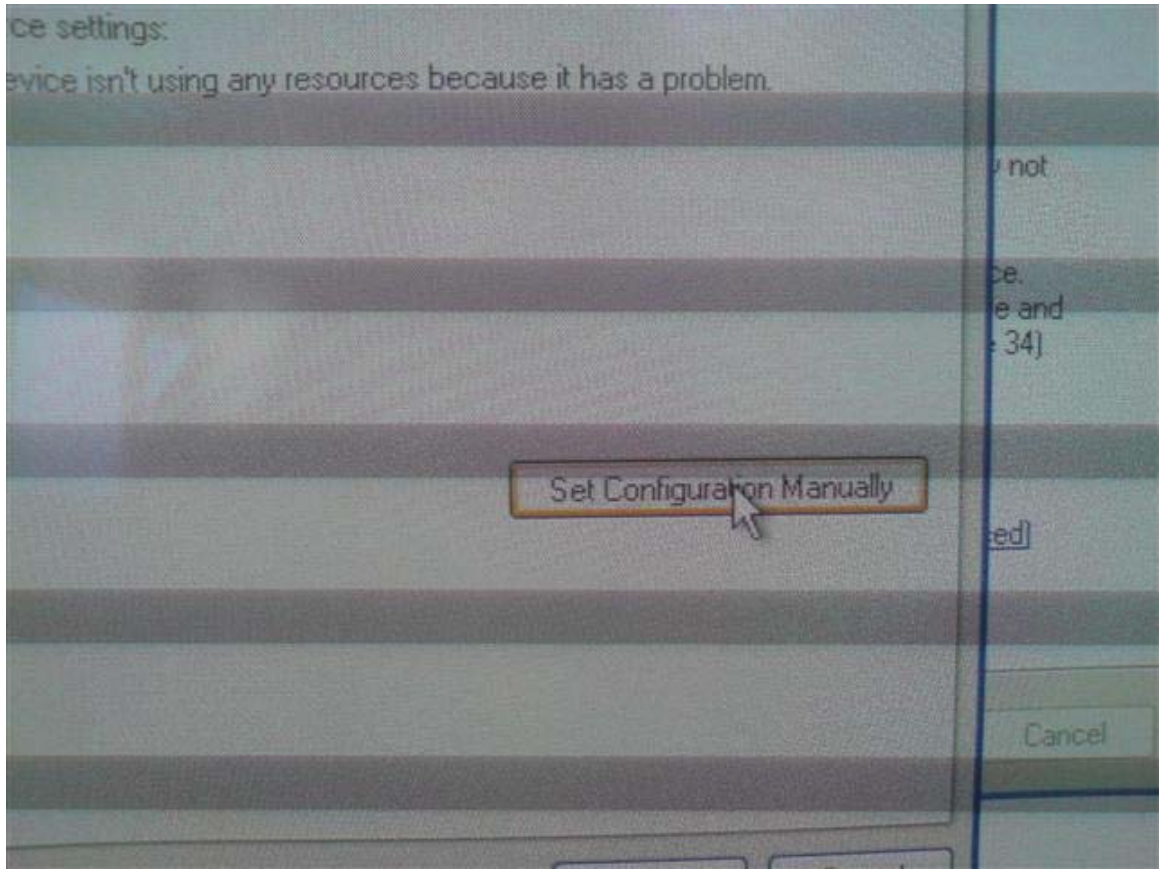 ce settings:
evice isn't using any resources because it has a problem.
not
ce.
e and
34)
Set Configuration Manually
ed)
Cancel